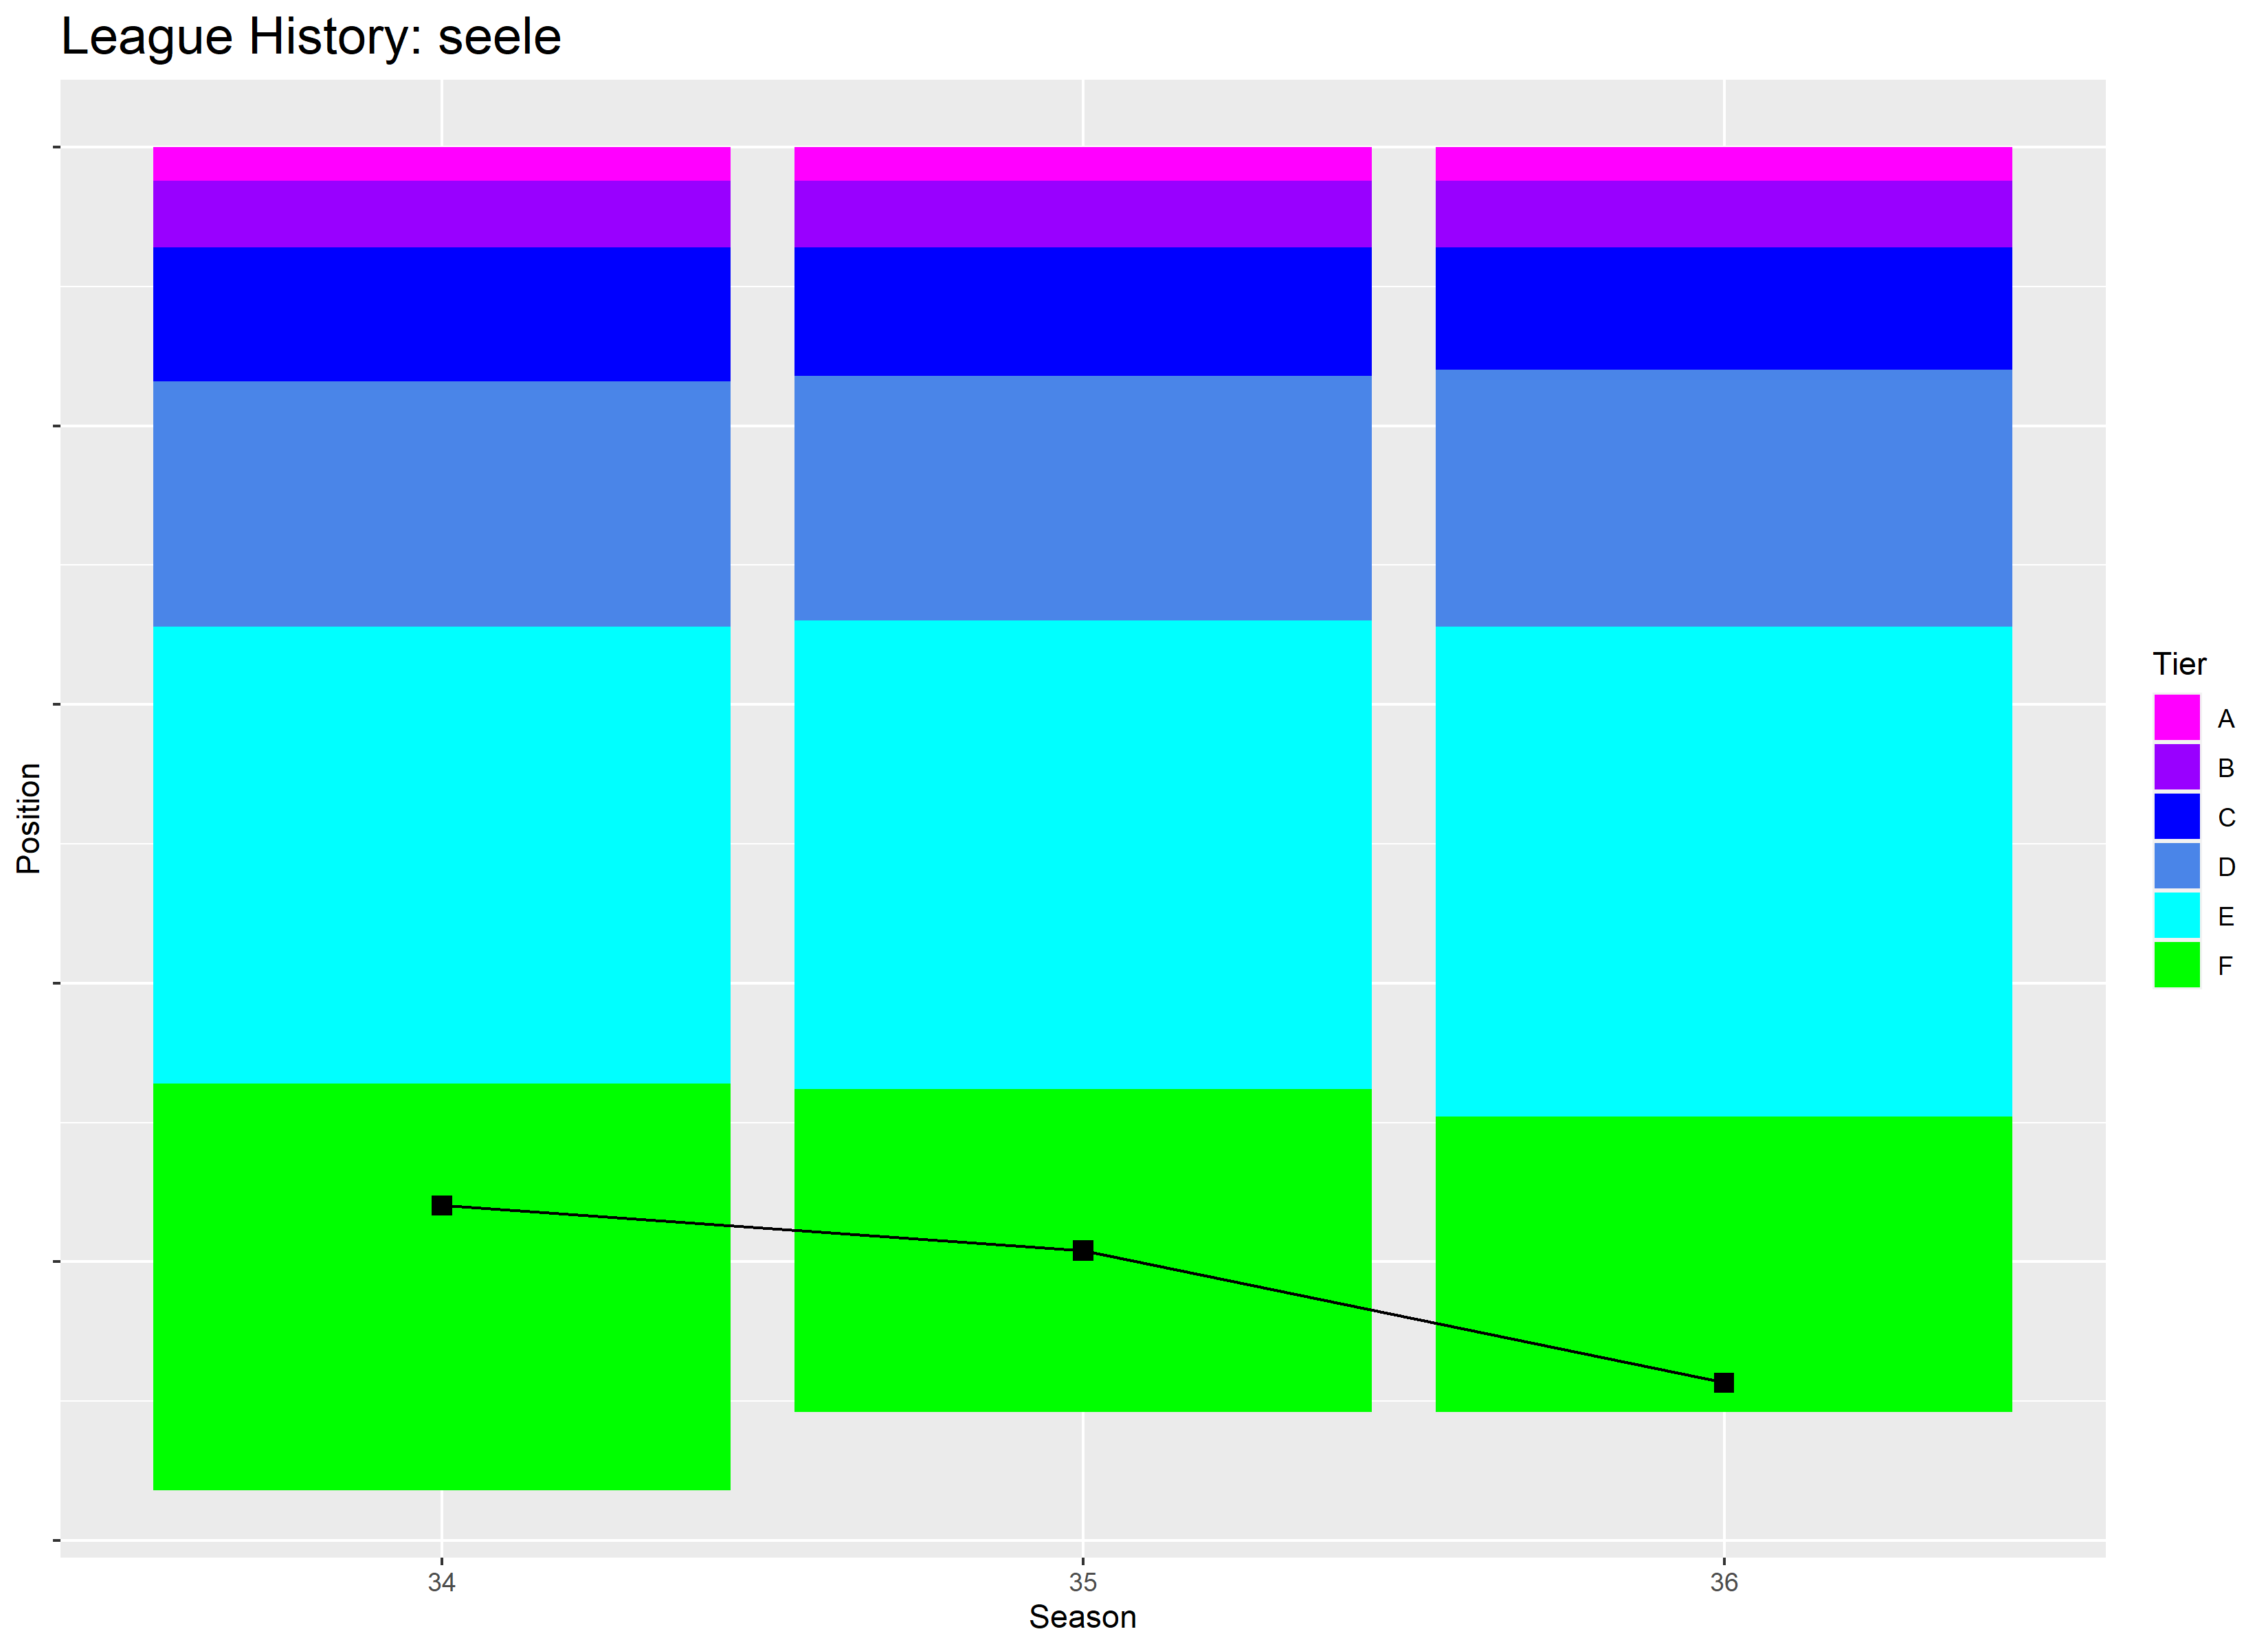 League History: seele
Position
34
35
36
Season
Tier
A
B
C
D
E
F